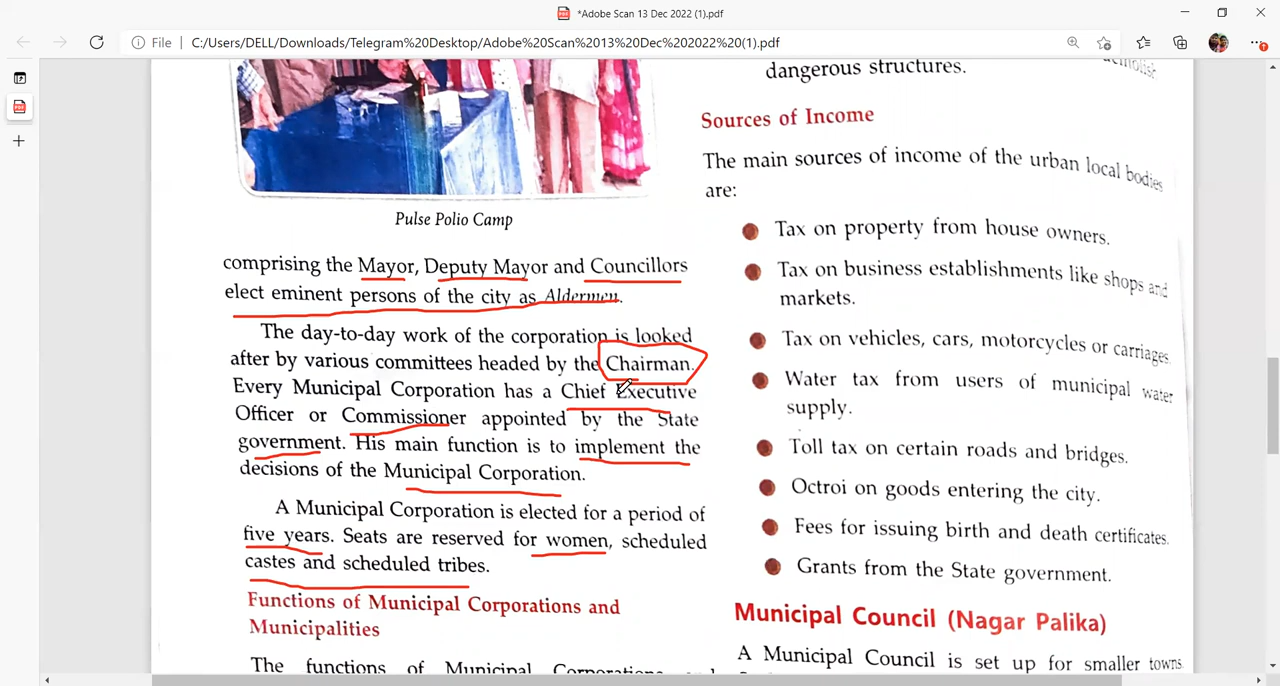 *Adobe Scan 13 Dec 2022 (1).pdf
File | C:/Users/DELL/Downloads/Telegram%20Desktop/Adobe%20Scan%2013%20Dec%202022%20(1).pdf
Pulse Polio Camp
comprising the Mayor, Deputy Mayor and Councillors
elect eminent persons of the city as Aldermen.
The day-to-day work of the corporation is looked
after by various committees headed by the Chairman.
Every Municipal Corporation has a Chief Executive
Officer or Commissioner appointed by the State
government. His main function is to implement the
decisions of the Municipal Corporation.
A Municipal Corporation is elected for a period of
five years. Seats are reserved for women, scheduled
castes and scheduled tribes.
Functions of Municipal Corporations and
Municipalities
The functions of Municipal Corporations and
dangerous structures.
demolish
Sources of Income
The main sources of income of the urban local bodies
are:
Tax on property from house owners.
Tax on business establishments like shops and
markets.
Tax on vehicles, cars, motorcycles or carriages.
Water tax from users of municipal water
supply.
Toll tax on certain roads and bridges.
Octroi on goods entering the city.
Fees for issuing birth and death certificates.
Grants from the State government.
Municipal Council (Nagar Palika)
A Municipal Council is set up for smaller towns.